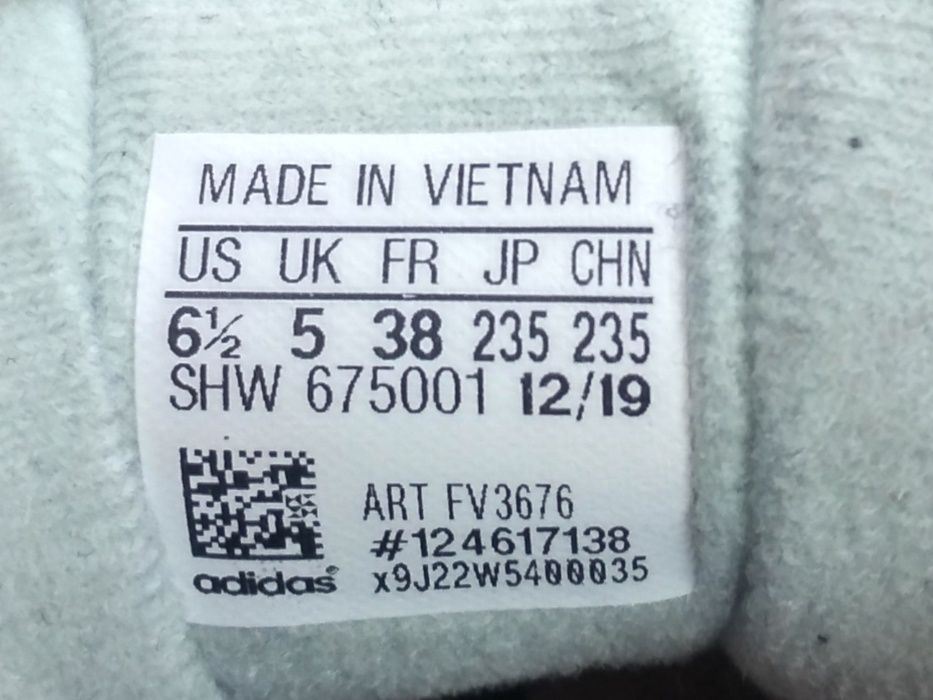 MADE IN VIETNAM
US UK FR JP CHN
6½ 5 38 235 235
SHW 675001 12/19
ART FV3676
#124617138
adidas® x9J22W5400035